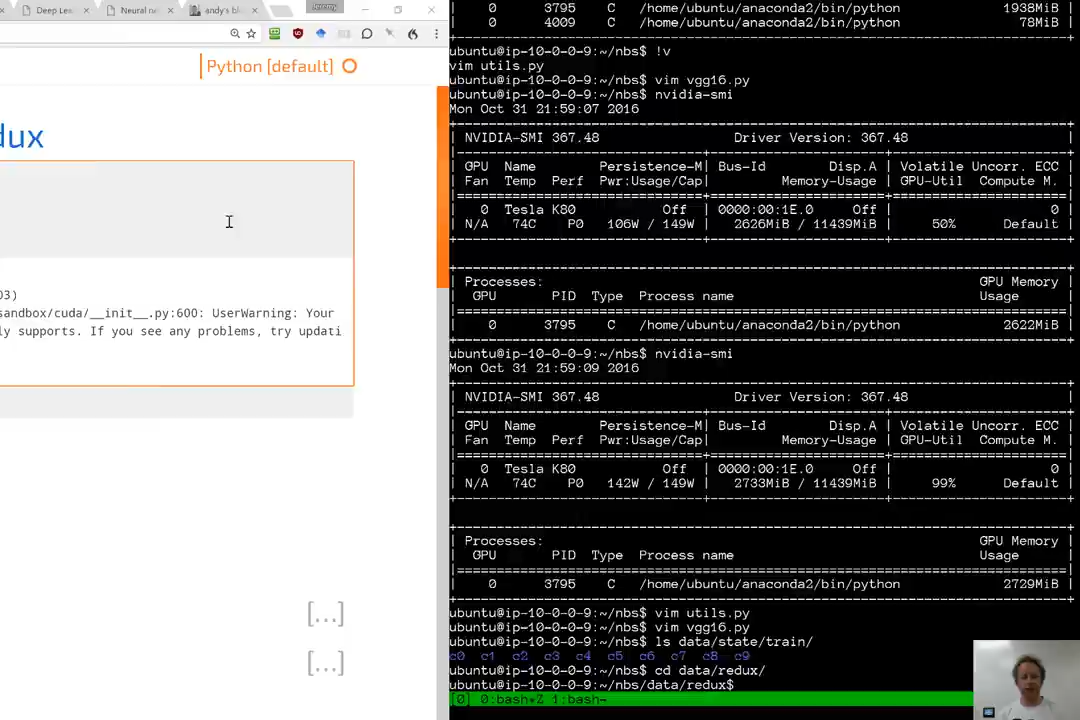 Deep Lea
Neural ne
andy's bl
Jeremy
Python [default]
dux
03)
sandbox/cuda/__init__.py:600: UserWarning: Your
ly supports. If you see any problems, try updati
[...]
[...]
| 0 3795 C /home/ubuntu/anaconda2/bin/python 1938MiB |
| 0 4009 C /home/ubuntu/anaconda2/bin/python 78MiB |
+-----------------------------------------------------------------------------+
ubuntu@ip-10-0-0-9:~/nbs$ !v
vim utils.py
ubuntu@ip-10-0-0-9:~/nbs$ vim vgg16.py
ubuntu@ip-10-0-0-9:~/nbs$ nvidia-smi
Mon Oct 31 21:59:07 2016
+-----------------------------------------------------------------------------+
| NVIDIA-SMI 367.48 Driver Version: 367.48 |
|-------------------------------+----------------------+----------------------+
| GPU Name Persistence-M| Bus-Id Disp.A | Volatile Uncorr. ECC |
| Fan Temp Perf Pwr:Usage/Cap| Memory-Usage | GPU-Util Compute M. |
|===============================+======================+======================|
| 0 Tesla K80 Off | 0000:00:1E.0 Off | 0 |
| N/A 74C P0 106W / 149W | 2626MiB / 11439MiB | 50% Default |
+-------------------------------+----------------------+----------------------+
+-----------------------------------------------------------------------------+
| Processes: GPU Memory |
| GPU PID Type Process name Usage |
|=============================================================================|
| 0 3795 C /home/ubuntu/anaconda2/bin/python 2622MiB |
+-----------------------------------------------------------------------------+
ubuntu@ip-10-0-0-9:~/nbs$ nvidia-smi
Mon Oct 31 21:59:09 2016
+-----------------------------------------------------------------------------+
| NVIDIA-SMI 367.48 Driver Version: 367.48 |
|-------------------------------+----------------------+----------------------+
| GPU Name Persistence-M| Bus-Id Disp.A | Volatile Uncorr. ECC |
| Fan Temp Perf Pwr:Usage/Cap| Memory-Usage | GPU-Util Compute M. |
|===============================+======================+======================|
| 0 Tesla K80 Off | 0000:00:1E.0 Off | 0 |
| N/A 74C P0 142W / 149W | 2733MiB / 11439MiB | 99% Default |
+-------------------------------+----------------------+----------------------+
+-----------------------------------------------------------------------------+
| Processes: GPU Memory |
| GPU PID Type Process name Usage |
|=============================================================================|
| 0 3795 C /home/ubuntu/anaconda2/bin/python 2729MiB |
+-----------------------------------------------------------------------------+
ubuntu@ip-10-0-0-9:~/nbs$ vim utils.py
ubuntu@ip-10-0-0-9:~/nbs$ vim vgg16.py
ubuntu@ip-10-0-0-9:~/nbs$ ls data/state/train/
c0 c1 c2 c3 c4 c5 c6 c7 c8 c9
ubuntu@ip-10-0-0-9:~/nbs$ cd data/redux/
ubuntu@ip-10-0-0-9:~/nbs/data/redux$
[0] 0:bash*Z 1:bash-